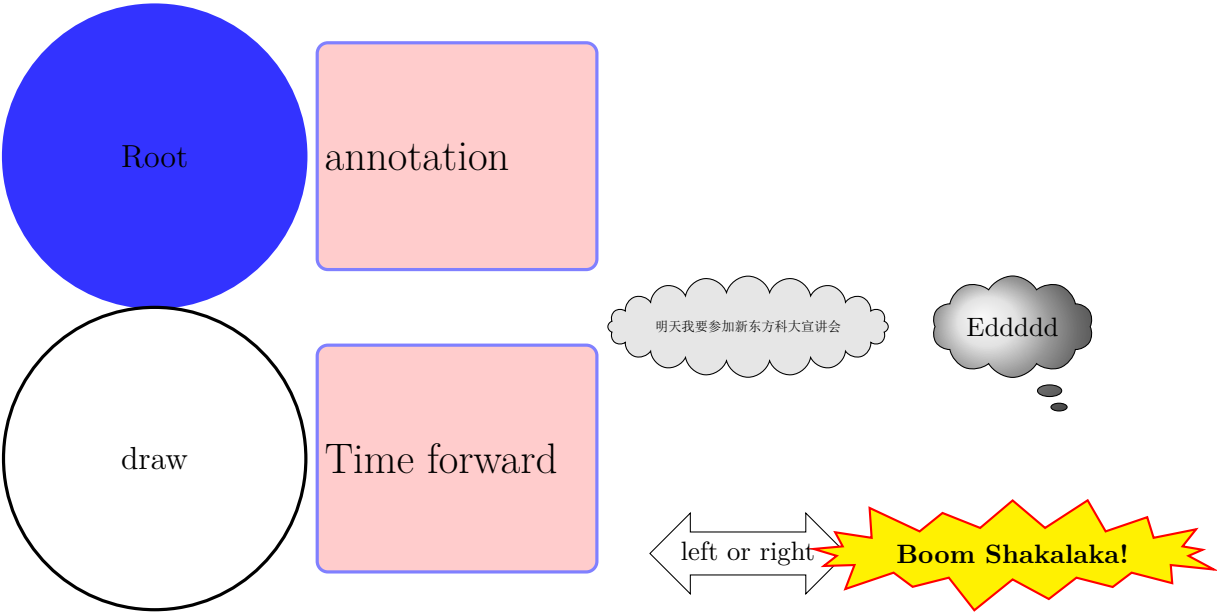 Root
annotation
明天我要参加新东方科大宣讲会
Eddddd
draw
Time forward
left or right
Boom Shakalaka!